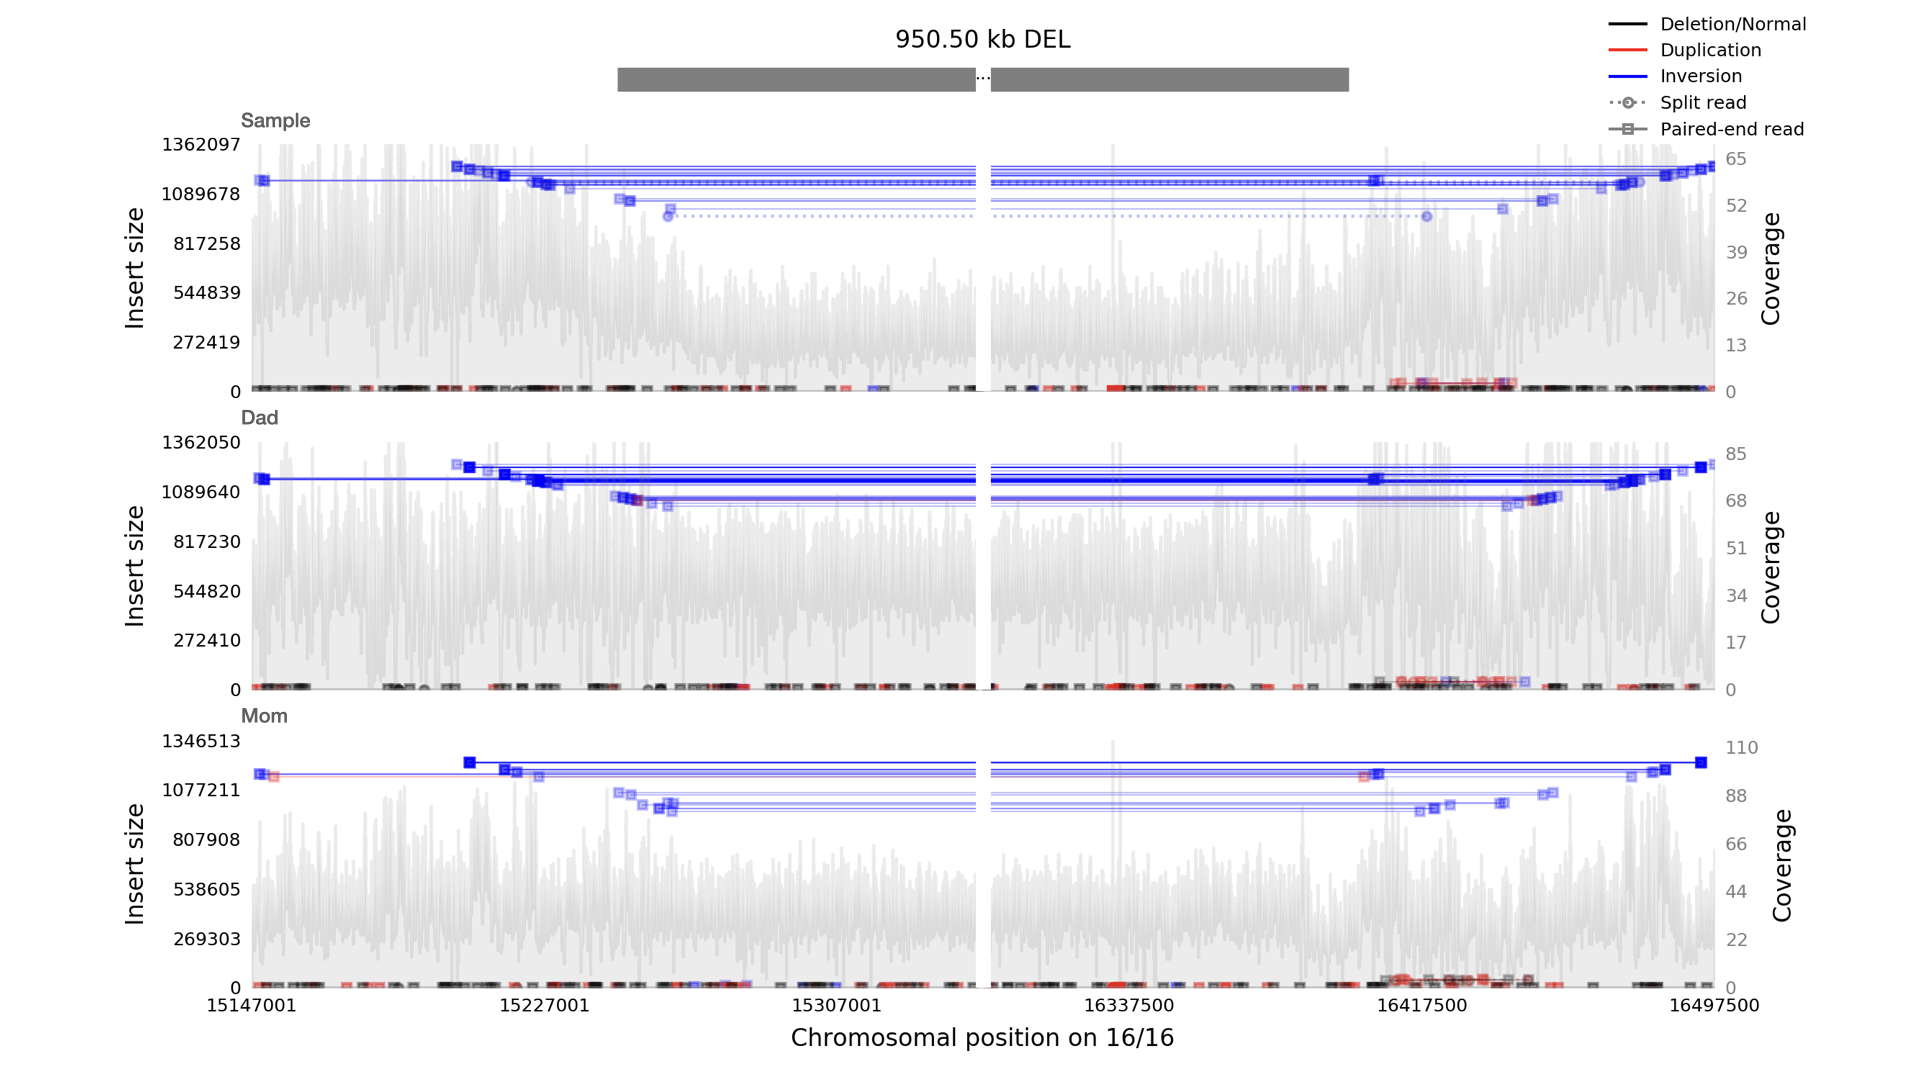 950.50 kb DEL
...
Deletion/Normal
Duplication
Inversion
Split read
Paired-end read
Sample
1362097
1089678
817258
544839
272419
0
Insert size
65
52
39
26
13
0
Coverage
Dad
1362050
1089640
817230
544820
272410
0
Insert size
85
68
51
34
17
0
Coverage
Mom
1346513
1077211
807908
538605
269303
0
Insert size
110
88
66
44
22
0
Coverage
15147001 15227001 15307001 16337500 16417500 16497500
Chromosomal position on 16/16